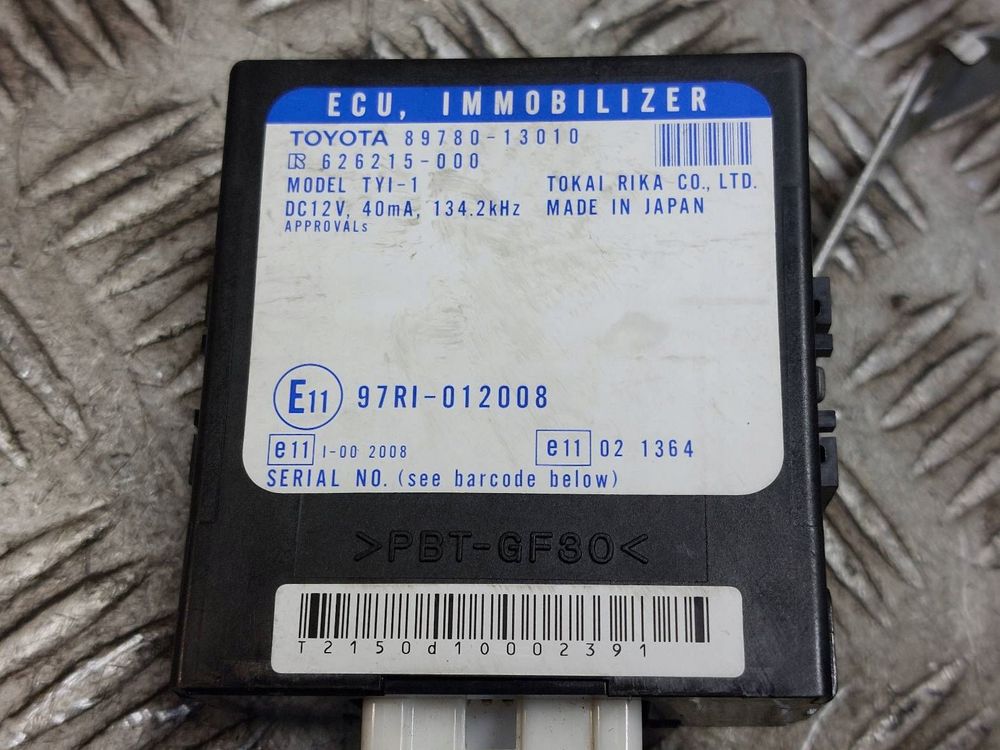 ECU, IMMOBILIZER
TOYOTA 89780-13010
R 626215-000
MODEL TYI-1 TOKAI RIKA CO., LTD.
DC12V, 40mA, 134.2kHz MADE IN JAPAN
APPROVALs
E11 97RI-012008
e11 I-00 2008 e11 02 1364
SERIAL NO. (see barcode below)
>PBT-GF30<
T2150d10002391